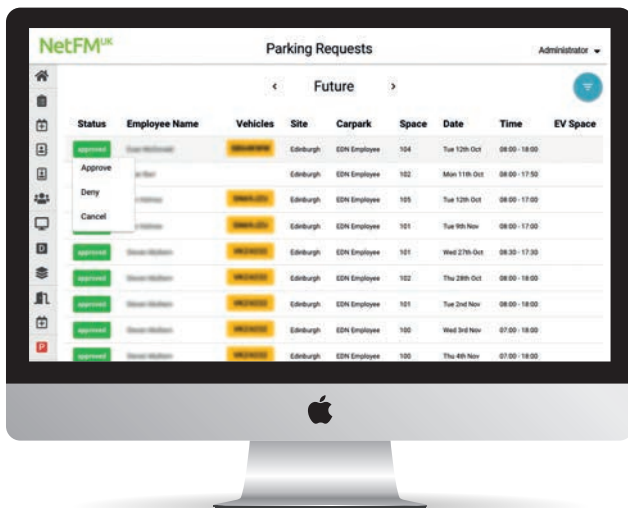 NetFMUK Parking Requests Administrator
Future
Status Employee Name Vehicles Site Carpark Space Date Time EV Space
approved Edinburgh EDN Employee 104 Tue 12th Oct 08:00 - 18:00
Approve
Edinburgh EDN Employee 102 Mon 11th Oct 08:00 - 17:50
Deny
Edinburgh EDN Employee 105 Tue 12th Oct 08:00 - 17:00
Cancel
Edinburgh EDN Employee 101 Tue 9th Nov 08:00 - 17:00
approved Edinburgh EDN Employee 101 Wed 27th Oct 08:30 - 17:30
approved Edinburgh EDN Employee 102 Thu 28th Oct 08:00 - 18:00
approved Edinburgh EDN Employee 101 Tue 2nd Nov 08:00 - 18:00
approved Edinburgh EDN Employee 100 Wed 3rd Nov 07:00 - 18:00
approved Edinburgh EDN Employee 100 Thu 4th Nov 07:00 - 18:00
D
P